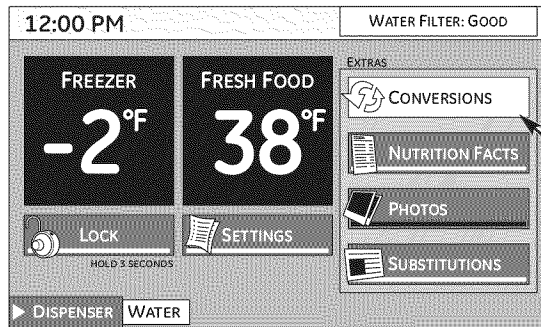 12:00 PM
WATER FILTER: GOOD
EXTRAS
FREEZER
-2°F
FRESH FOOD
38°F
CONVERSIONS
NUTRITION FACTS
PHOTOS
SUBSTITUTIONS
LOCK
HOLD 3 SECONDS
SETTINGS
DISPENSER
WATER